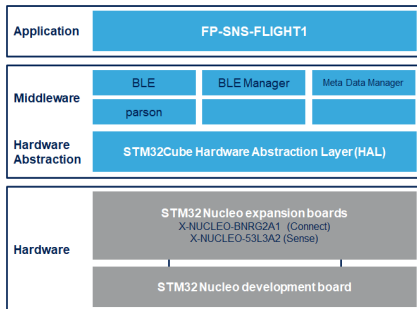 Application
FP-SNS-FLIGHT1
Middleware
BLE
BLE Manager
Meta Data Manager
parson
Hardware
Abstraction
STM32Cube Hardware Abstraction Layer (HAL)
Hardware
STM32 Nucleo expansion boards
X-NUCLEO-BNRG2A1 (Connect)
X-NUCLEO-53L3A2 (Sense)
STM32 Nucleo development board